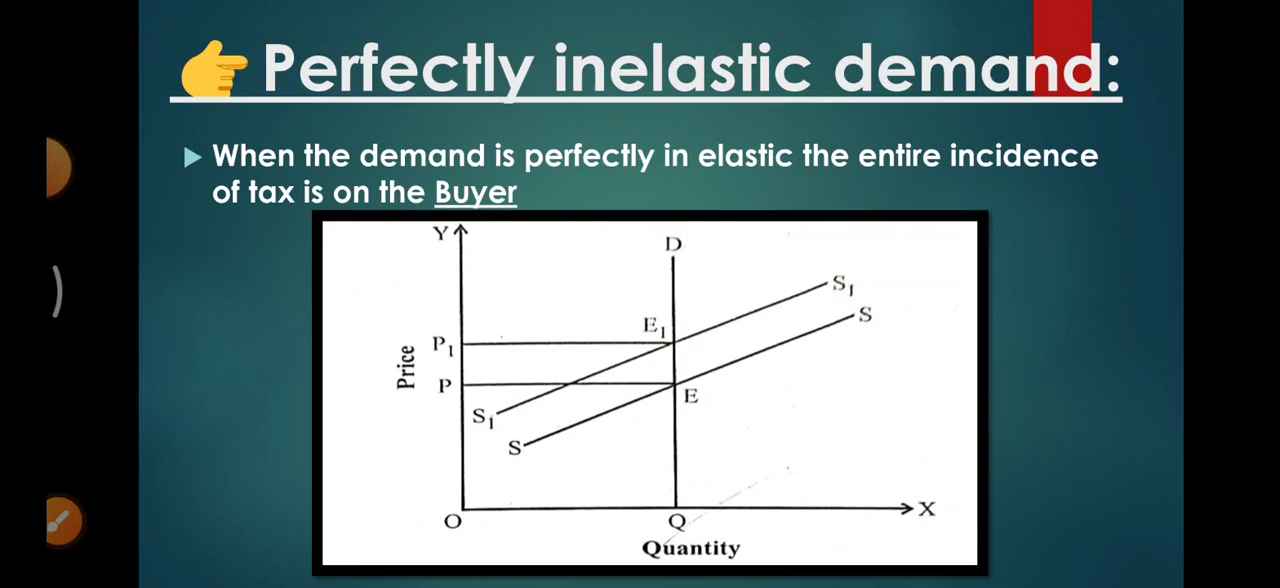 👉 Perfectly inelastic demand:
When the demand is perfectly in elastic the entire incidence
of tax is on the Buyer
Y
D
S₁
S
E₁
P₁
Price
P
E
S₁
S
O
Q
X
Quantity